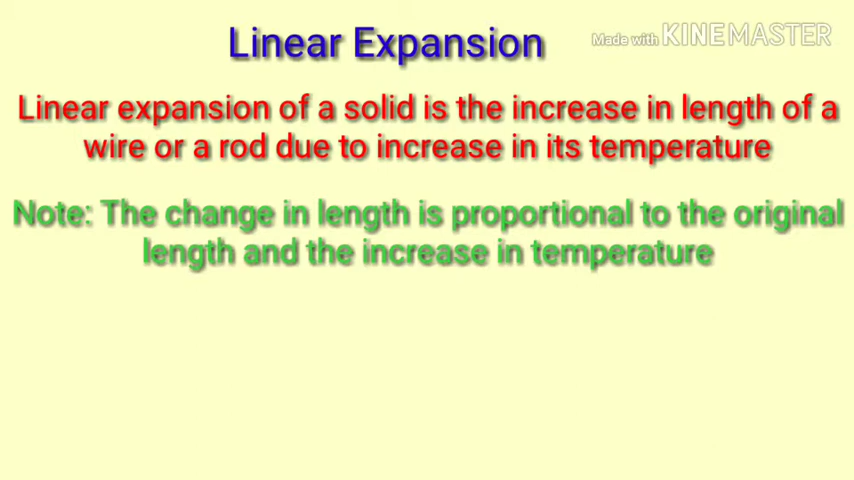 Linear Expansion
Made with KINEMASTER
Linear expansion of a solid is the increase in length of a
wire or a rod due to increase in its temperature
Note: The change in length is proportional to the original
length and the increase in temperature